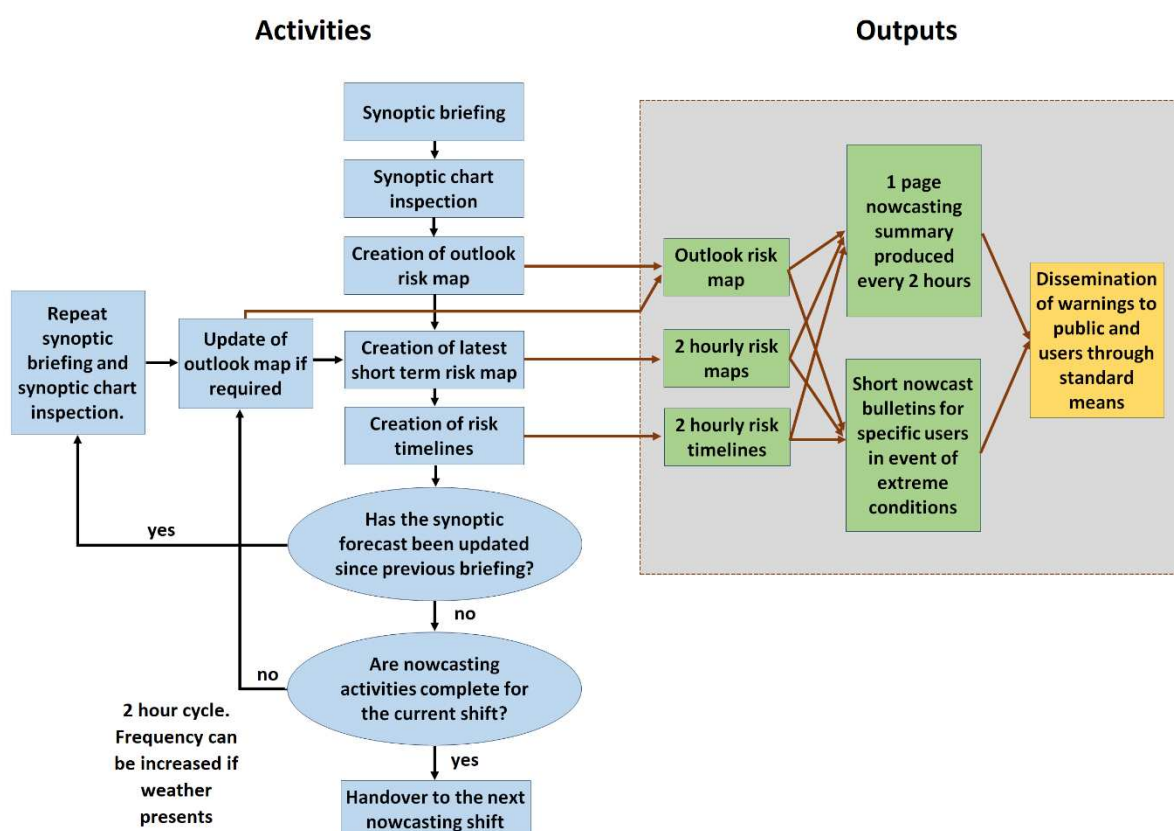 Activities
Outputs
Synoptic briefing
Synoptic chart
inspection
Creation of outlook
risk map
Repeat
synoptic
briefing and
synoptic chart
inspection.
Update of
outlook map if
required
Creation of latest
short term risk map
Creation of risk
timelines
Has the synoptic
forecast been updated
since previous briefing?
yes
no
Are nowcasting
activities complete for
the current shift?
no
yes
2 hour cycle.
Frequency can
be increased if
weather
presents
Handover to the next
nowcasting shift
Outlook risk
map
2 hourly risk
maps
2 hourly risk
timelines
1 page
nowcasting
summary
produced
every 2 hours
Short nowcast
bulletins for
specific users
in event of
extreme
conditions
Dissemination
of warnings to
public and
users through
standard
means